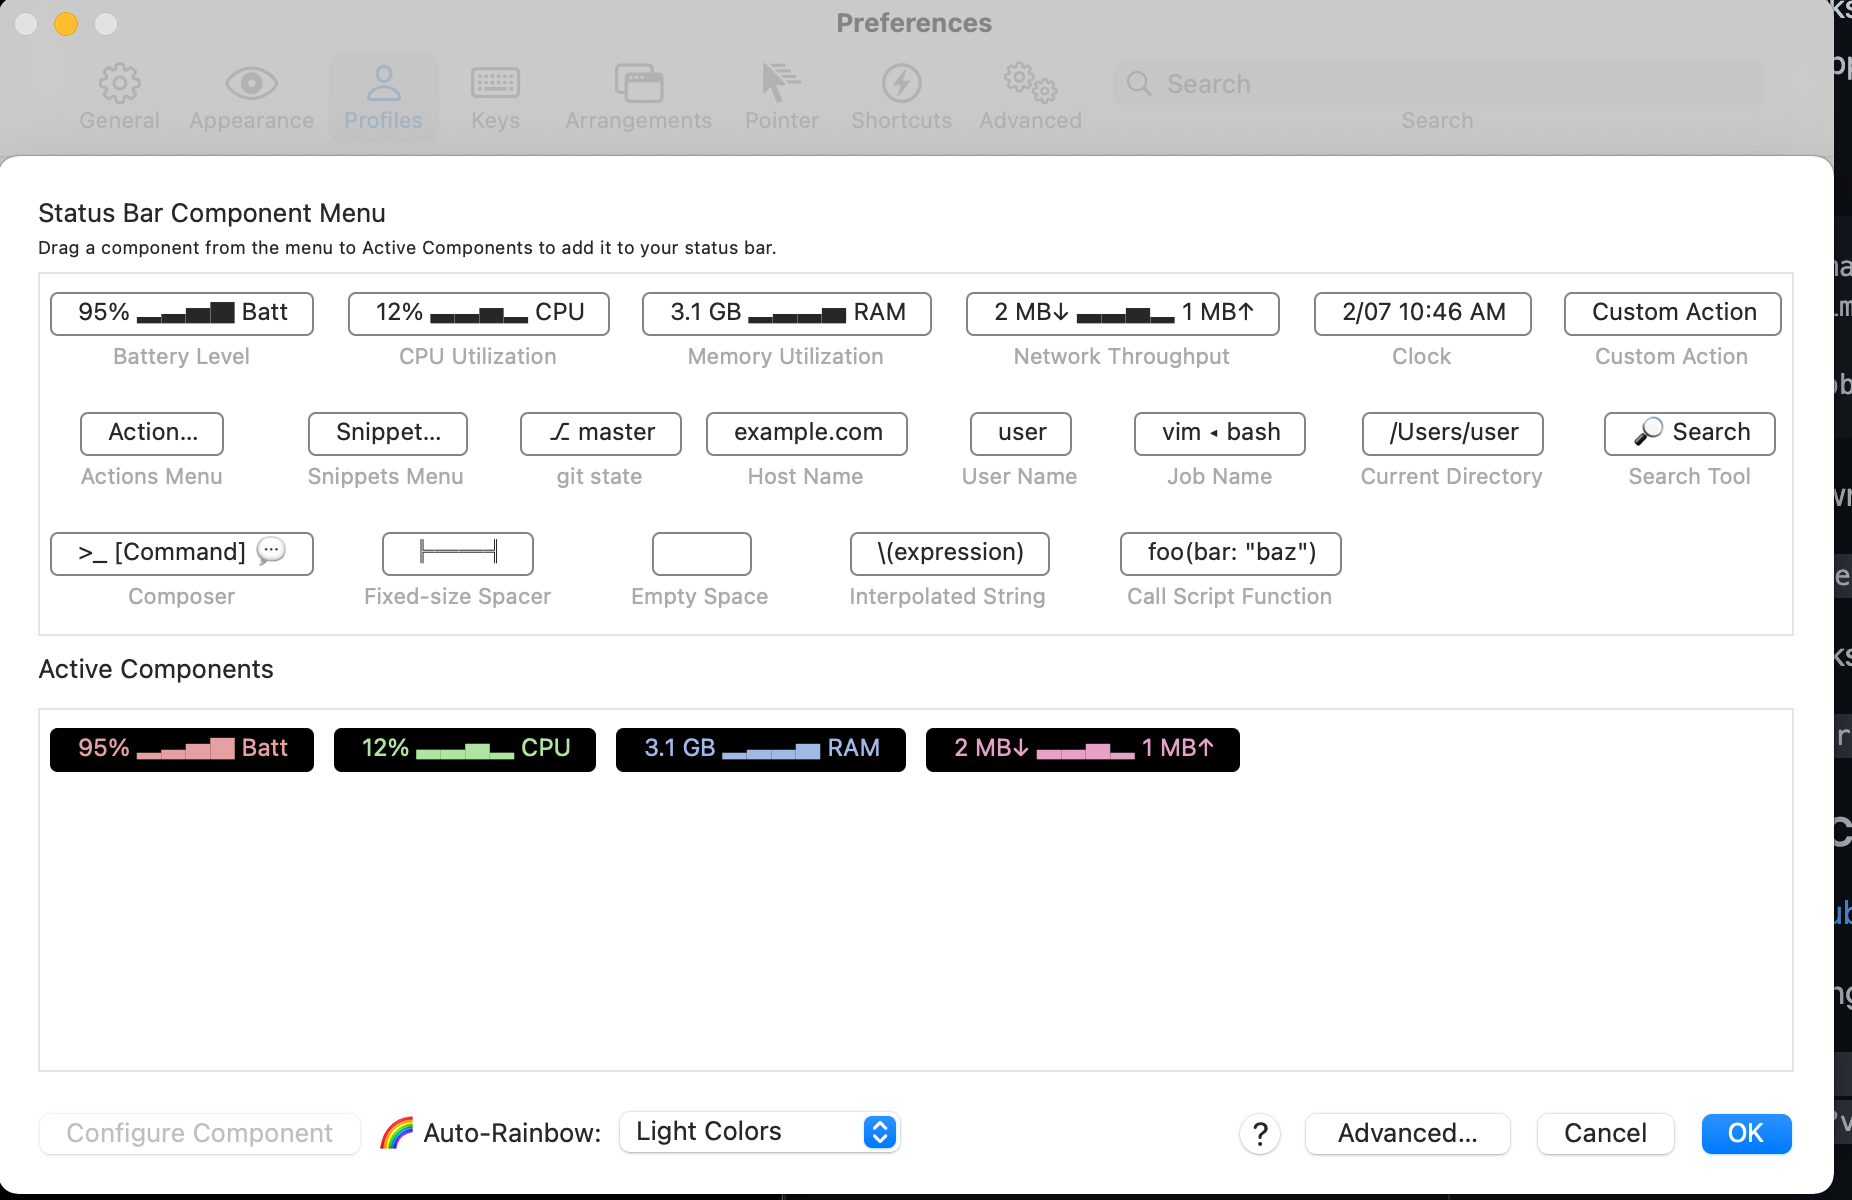 Preferences
General Appearance Profiles Keys Arrangements Pointer Shortcuts Advanced Search
Search
Status Bar Component Menu
Drag a component from the menu to Active Components to add it to your status bar.
95% Batt 12% CPU 3.1 GB RAM 2 MB↓ 1 MB↑ 2/07 10:46 AM Custom Action
Battery Level CPU Utilization Memory Utilization Network Throughput Clock Custom Action
Action... Snippet... ⎇ master example.com user vim ◂ bash /Users/user 🔎 Search
Actions Menu Snippets Menu git state Host Name User Name Job Name Current Directory Search Tool
>_ [Command] 💬 \(expression) foo(bar: "baz")
Composer Fixed-size Spacer Empty Space Interpolated String Call Script Function
Active Components
95% Batt 12% CPU 3.1 GB RAM 2 MB↓ 1 MB↑
Configure Component 🌈 Auto-Rainbow: Light Colors ? Advanced... Cancel OK